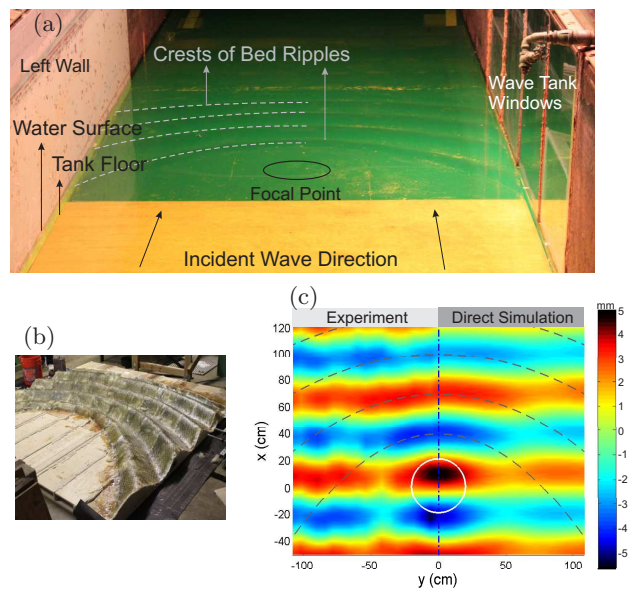 (a)
Crests of Bed Ripples
Left Wall
Wave Tank
Windows
Water Surface
Tank Floor
Focal Point
Incident Wave Direction
(b)
(c)
Experiment
Direct Simulation
mm
120
100
80
60
40
20
0
-20
-40
x (cm)
-100
-50
0
50
100
y (cm)
5
4
3
2
1
0
-1
-2
-3
-4
-5